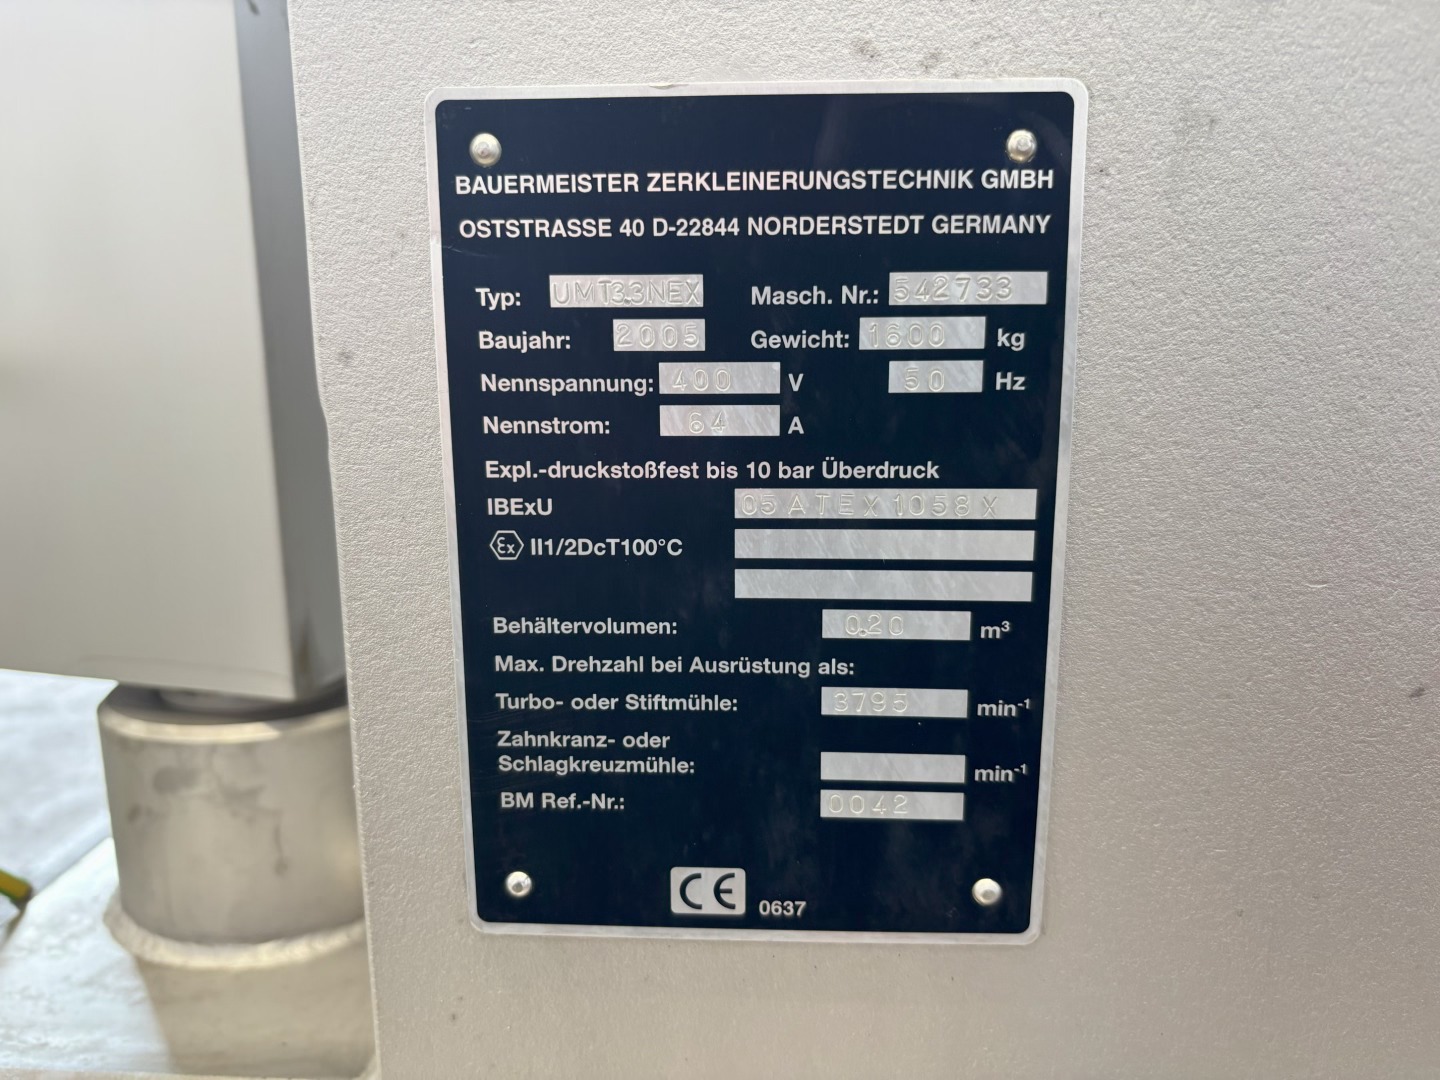 BAUERMEISTER ZERKLEINERUNGSTECHNIK GMBH
OSTSTRASSE 40 D-22844 NORDERSTEDT GERMANY
Typ: UMT3.3NEX Masch. Nr.: 542733
Baujahr: 2005 Gewicht: 1600 kg
Nennspannung: 400 V 50 Hz
Nennstrom: 64 A
Expl.-druckstoßfest bis 10 bar Überdruck
IBExU 05 ATEX 1058 X
Ex II1/2DcT100°C
Behältervolumen: 0.20 m³
Max. Drehzahl bei Ausrüstung als:
Turbo- oder Stiftmühle: 3795 min⁻¹
Zahnkranz- oder
Schlagkreuzmühle: min⁻¹
BM Ref.-Nr.: 0042
CE 0637